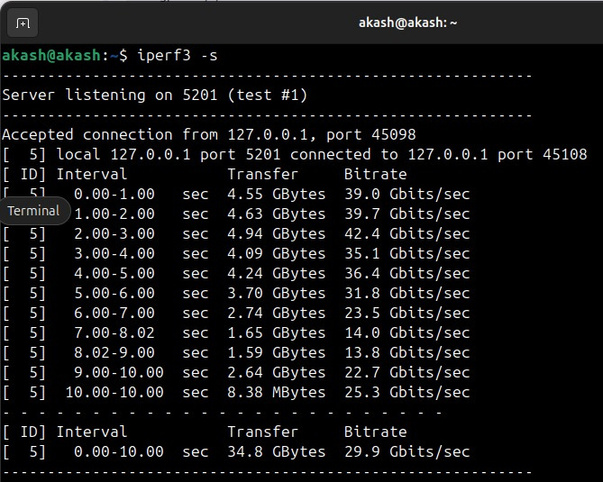 akash@akash: ~
akash@akash:~$ iperf3 -s
-----------------------------------------------------------
Server listening on 5201 (test #1)
-----------------------------------------------------------
Accepted connection from 127.0.0.1, port 45098
[  5] local 127.0.0.1 port 5201 connected to 127.0.0.1 port 45108
[ ID] Interval           Transfer     Bitrate
[  5]   0.00-1.00   sec  4.55 GBytes  39.0 Gbits/sec
Terminal 1.00-2.00   sec  4.63 GBytes  39.7 Gbits/sec
[  5]   2.00-3.00   sec  4.94 GBytes  42.4 Gbits/sec
[  5]   3.00-4.00   sec  4.09 GBytes  35.1 Gbits/sec
[  5]   4.00-5.00   sec  4.24 GBytes  36.4 Gbits/sec
[  5]   5.00-6.00   sec  3.70 GBytes  31.8 Gbits/sec
[  5]   6.00-7.00   sec  2.74 GBytes  23.5 Gbits/sec
[  5]   7.00-8.02   sec  1.65 GBytes  14.0 Gbits/sec
[  5]   8.02-9.00   sec  1.59 GBytes  13.8 Gbits/sec
[  5]   9.00-10.00  sec  2.64 GBytes  22.7 Gbits/sec
[  5]  10.00-10.00  sec  8.38 MBytes  25.3 Gbits/sec
- - - - - - - - - - - - - - - - - - - - - - - - -
[ ID] Interval           Transfer     Bitrate
[  5]   0.00-10.00  sec  34.8 GBytes  29.9 Gbits/sec
-----------------------------------------------------------